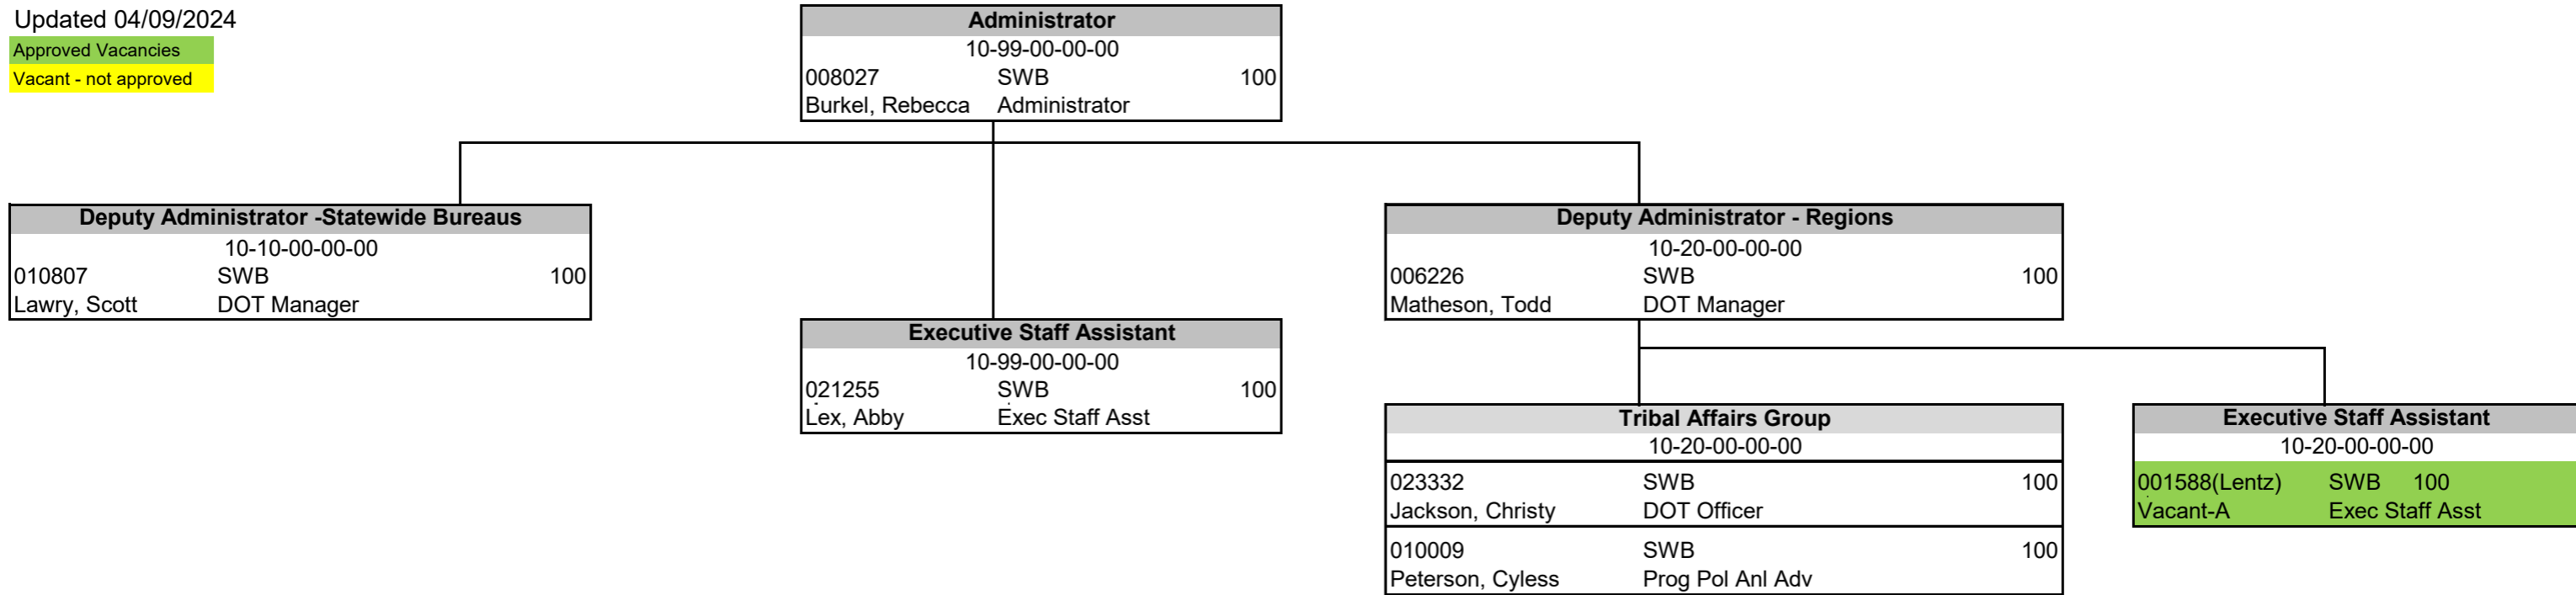 Updated 04/09/2024
Approved Vacancies
Vacant - not approved
Administrator
10-99-00-00-00
008027 SWB 100
Burkel, Rebecca Administrator
Deputy Administrator -Statewide Bureaus
10-10-00-00-00
010807 SWB 100
Lawry, Scott DOT Manager
Executive Staff Assistant
10-99-00-00-00
021255 SWB 100
Lex, Abby Exec Staff Asst
Deputy Administrator - Regions
10-20-00-00-00
006226 SWB 100
Matheson, Todd DOT Manager
Tribal Affairs Group
10-20-00-00-00
023332 SWB 100
Jackson, Christy DOT Officer
010009 SWB 100
Peterson, Cyless Prog Pol Anl Adv
Executive Staff Assistant
10-20-00-00-00
001588(Lentz) SWB 100
Vacant-A Exec Staff Asst